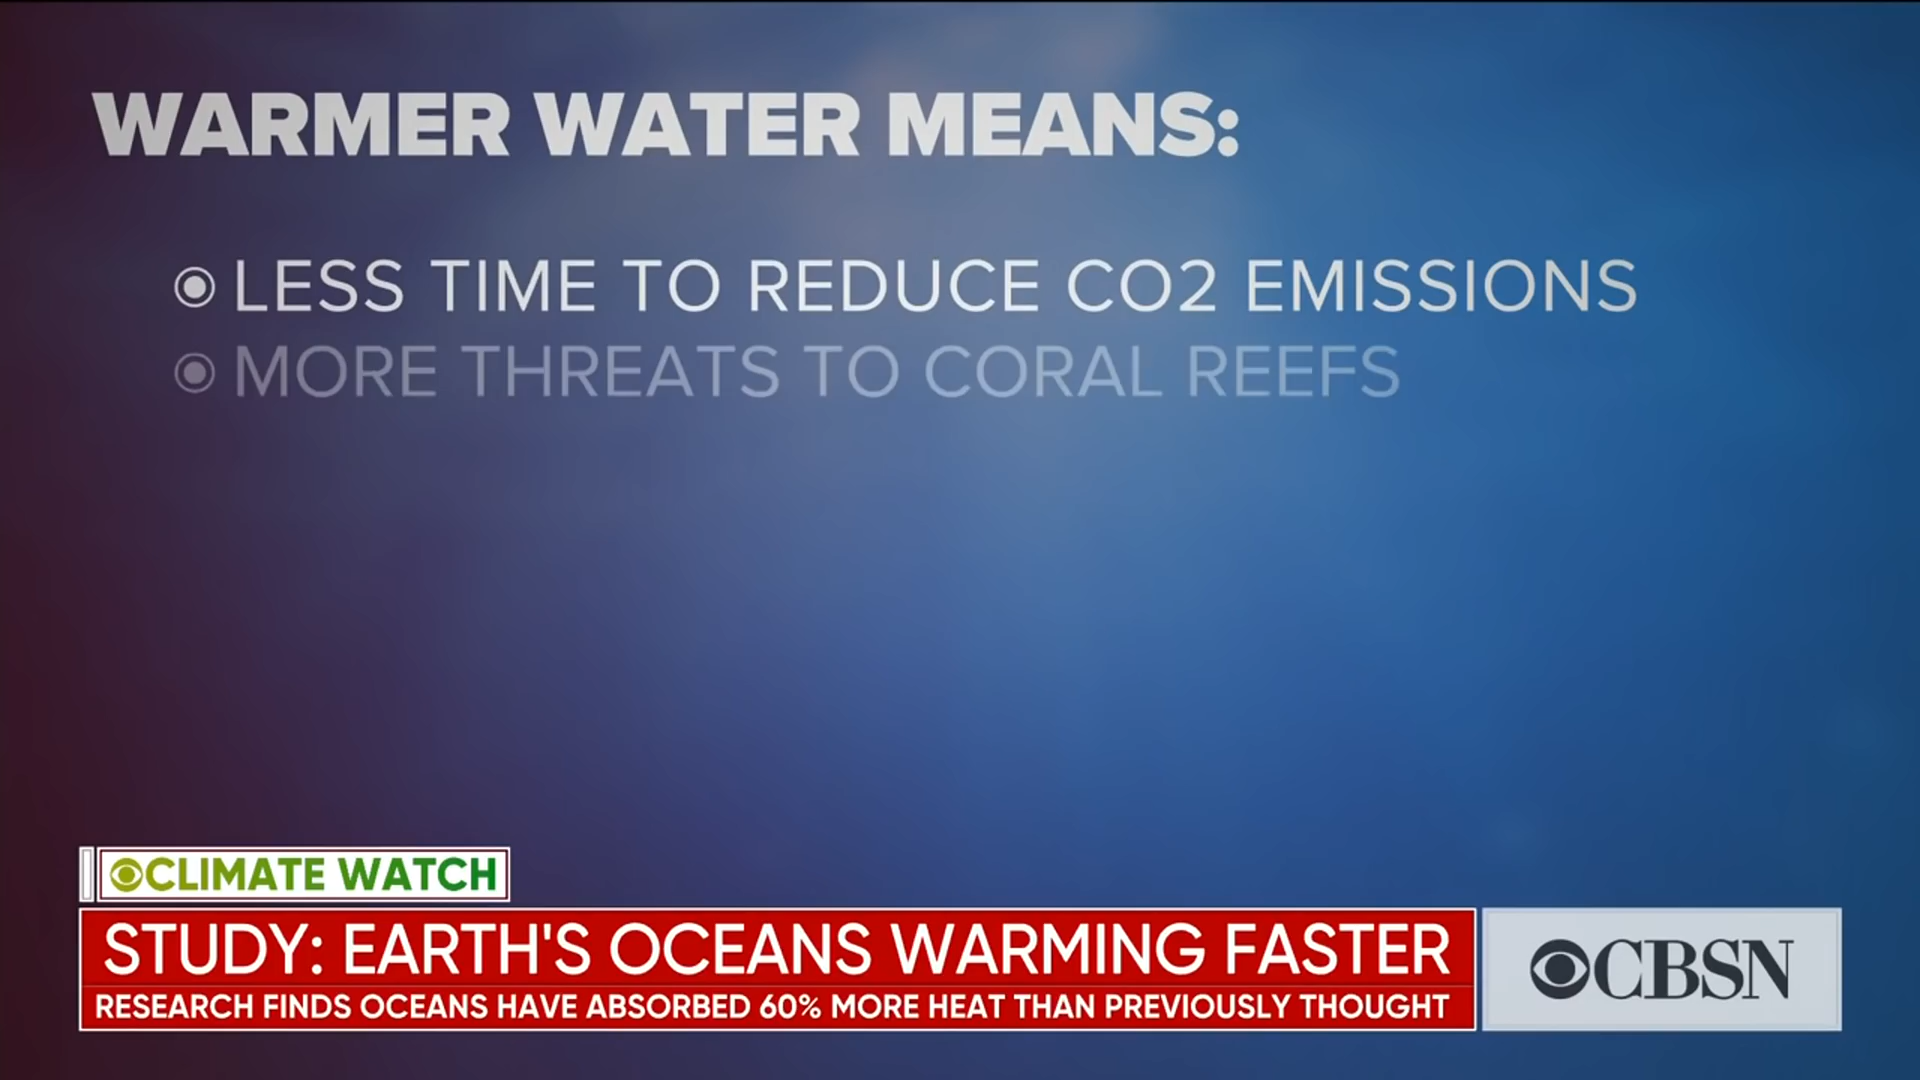 WARMER WATER MEANS:
LESS TIME TO REDUCE CO2 EMISSIONS
MORE THREATS TO CORAL REEFS
CLIMATE WATCH
STUDY: EARTH'S OCEANS WARMING FASTER
RESEARCH FINDS OCEANS HAVE ABSORBED 60% MORE HEAT THAN PREVIOUSLY THOUGHT
CBSN